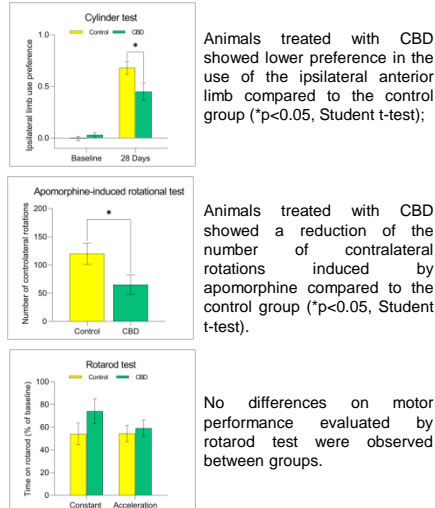 Cylinder test
Control CBD
Ipsilateral limb use preference
1.0
0.5
0.0
*
Baseline 28 Days
Animals treated with CBD
showed lower preference in the
use of the ipsilateral anterior
limb compared to the control
group (*p<0.05, Student t-test);
Apomorphine-induced rotational test
Number of controlateral rotations
200
150
100
50
0
*
Control CBD
Animals treated with CBD
showed a reduction of the
number of contralateral
rotations induced by
apomorphine compared to the
control group (*p<0.05, Student
t-test).
Rotarod test
Control CBD
Time on rotarod (% of baseline)
100
80
60
40
20
0
Constant Acceleration
No differences on motor
performance evaluated by
rotarod test were observed
between groups.